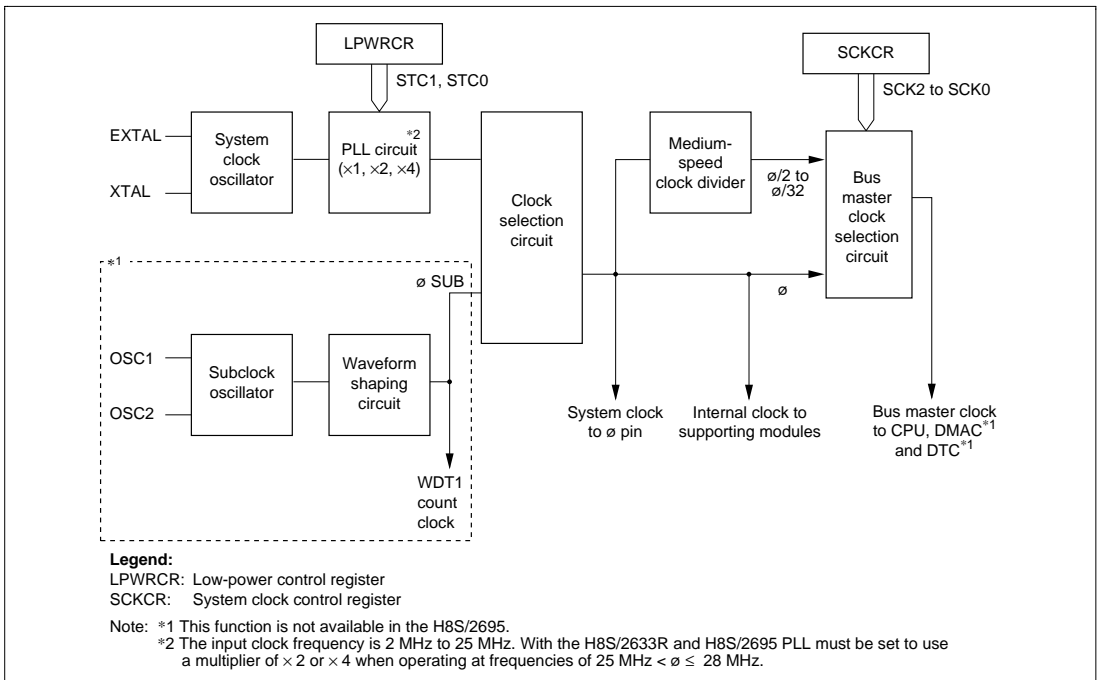 LPWRCR
STC1, STC0
SCKCR
SCK2 to SCK0
EXTAL
XTAL
System
clock
oscillator
*2
PLL circuit
(×1, ×2, ×4)
Clock
selection
circuit
Medium-
speed
clock divider
ø/2 to
ø/32
Bus
master
clock
selection
circuit
ø
*1
ø SUB
OSC1
OSC2
Subclock
oscillator
Waveform
shaping
circuit
WDT1
count
clock
System clock
to ø pin
Internal clock to
supporting modules
Bus master clock
to CPU, DMAC*1
and DTC*1
Legend:
LPWRCR: Low-power control register
SCKCR: System clock control register
Note: *1 This function is not available in the H8S/2695.
*2 The input clock frequency is 2 MHz to 25 MHz. With the H8S/2633R and H8S/2695 PLL must be set to use
a multiplier of × 2 or × 4 when operating at frequencies of 25 MHz < ø ≤ 28 MHz.